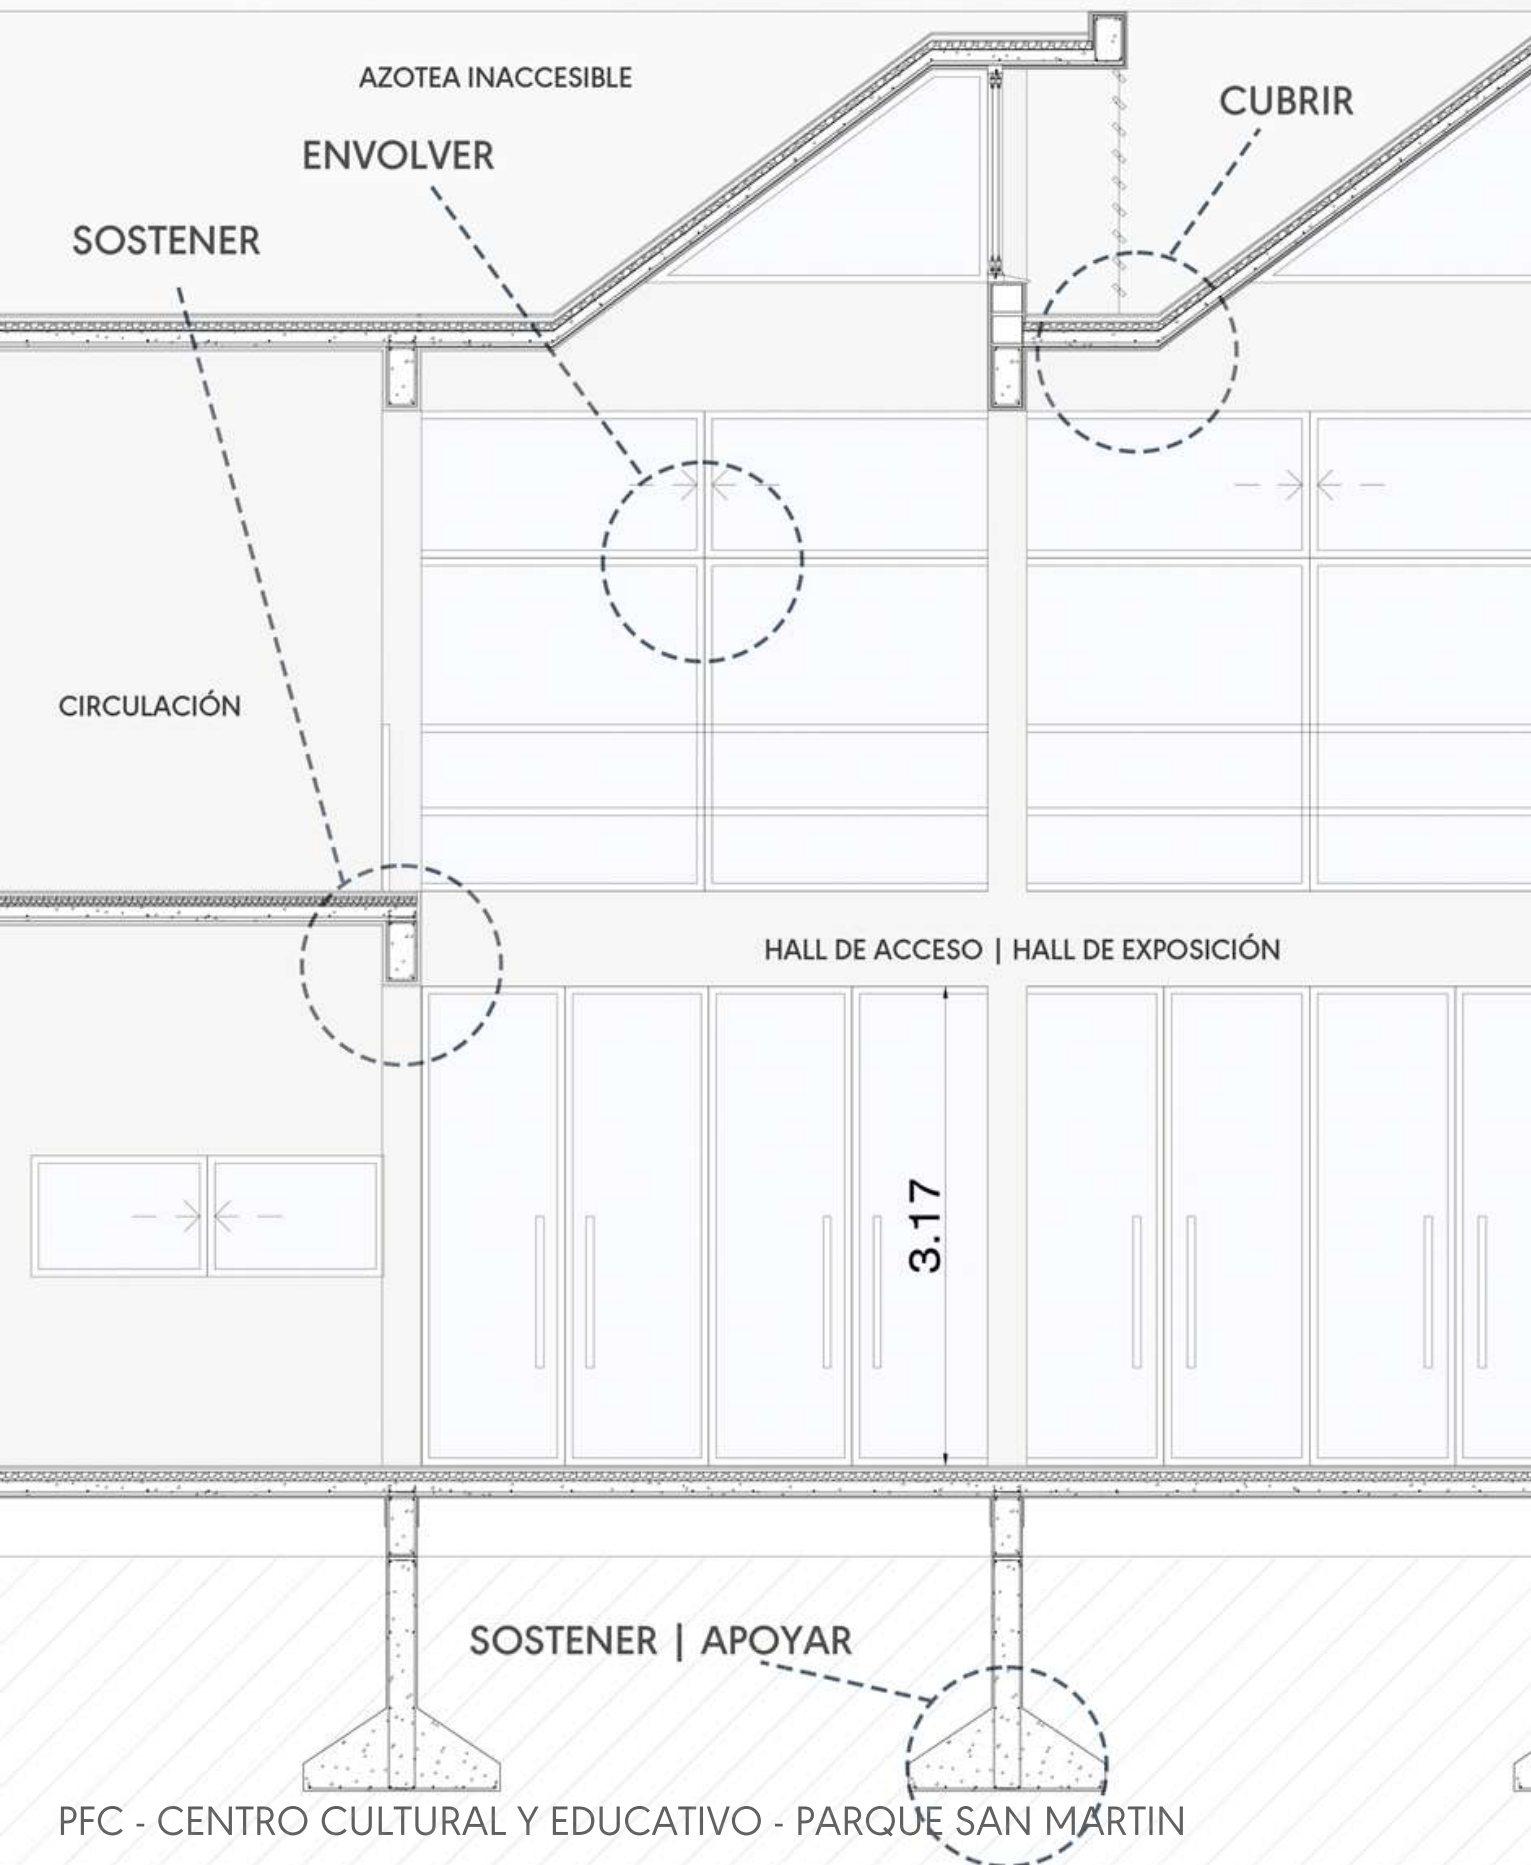 AZOTEA INACCESIBLE
CUBRIR
ENVOLVER
SOSTENER
CIRCULACIÓN
HALL DE ACCESO | HALL DE EXPOSICIÓN
3.17
SOSTENER | APOYAR
PFC - CENTRO CULTURAL Y EDUCATIVO - PARQUE SAN MARTIN